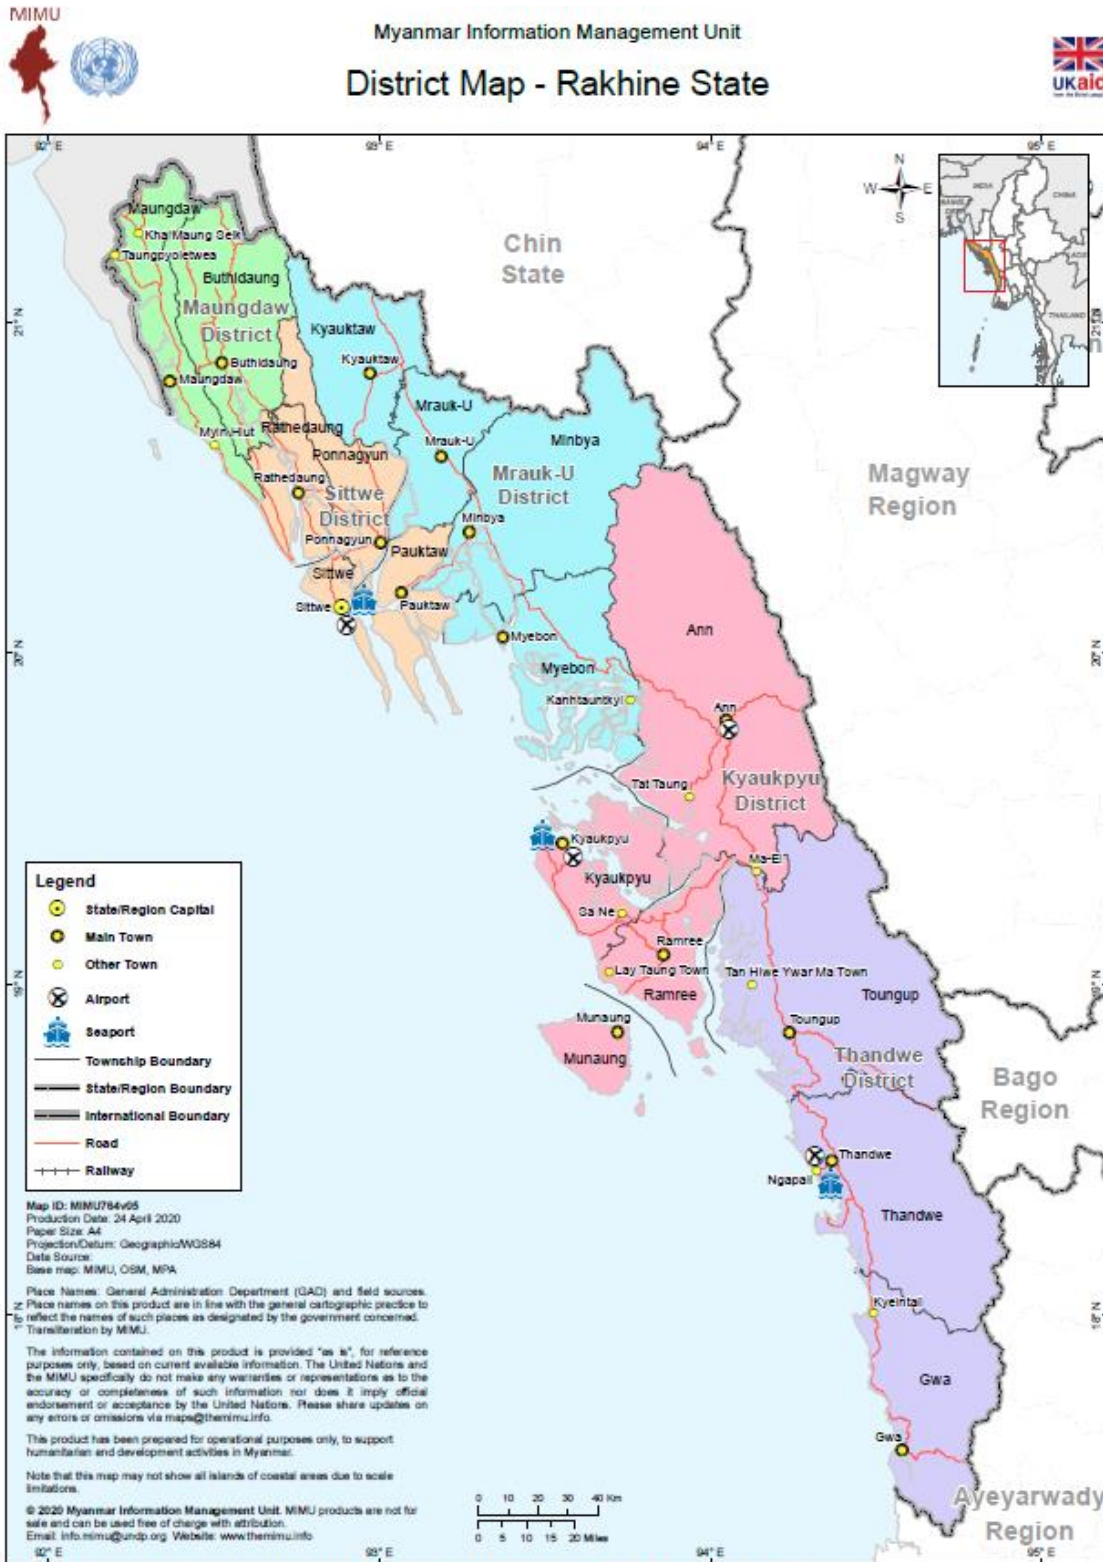 MIMU
Myanmar Information Management Unit
District Map - Rakhine State
UKaid
92° E
93° E
94° E
95° E
N
W
E
S
INDIA
CHINA
THAILAND
Chin
State
Maungdaw
Kha Maung Seik
Taungpyoletwea
Buthidaung
Maungdaw
District
Kyauktaw
Kyauktaw
Buthidaung
Maungdaw
21° N
21° N
Mrauk-U
Myin Hlut
Rathedaung
Ponnagyun
Mrauk-U
Minbya
Magway
Region
Mrauk-U
District
Rathedaung
Sittwe
District
Minbya
Ponnagyun
Pauktaw
Sittwe
Sittwe
Pauktaw
Ann
Myebon
20° N
20° N
Myebon
Kanhtauntkyi
Ann
Tat Taung
Kyaukpyu
District
Kyaukpyu
Ma-Ei
Kyaukpyu
Sa Ne
Ramree
Lay Taung Town
Tan Hlwe Ywar Ma Town
Ramree
Toungup
19° N
19° N
Munaung
Toungup
Munaung
Thandwe
District
Bago
Region
Thandwe
Ngapali
Thandwe
Kyeintali
18° N
18° N
Gwa
Gwa
Ayeyarwady
Region
Legend
State/Region Capital
Main Town
Other Town
Airport
Seaport
Township Boundary
State/Region Boundary
International Boundary
Road
Railway
Map ID: MIMU764v05
Production Date: 24 April 2020
Paper Size: A4
Projection/Datum: Geographic/WGS84
Data Source:
Base map: MIMU, OSM, MPA
Place Names: General Administration Department (GAD) and field sources.
Place names on this product are in line with the general cartographic practice to
reflect the names of such places as designated by the government concerned.
Transliteration by MIMU.
The information contained on this product is provided "as is", for reference
purposes only, based on current available information. The United Nations and
the MIMU specifically do not make any warranties or representations as to the
accuracy or completeness of such information nor does it imply official
endorsement or acceptance by the United Nations. Please share updates on
any errors or omissions via maps@themimu.info.
This product has been prepared for operational purposes only, to support
humanitarian and development activities in Myanmar.
Note that this map may not show all islands of coastal areas due to scale
limitations.
© 2020 Myanmar Information Management Unit. MIMU products are not for
sale and can be used free of charge with attribution.
Email: info.mimu@undp.org Website: www.themimu.info
0 10 20 30 40 Km
0 5 10 15 20 Miles
92° E
93° E
94° E
95° E